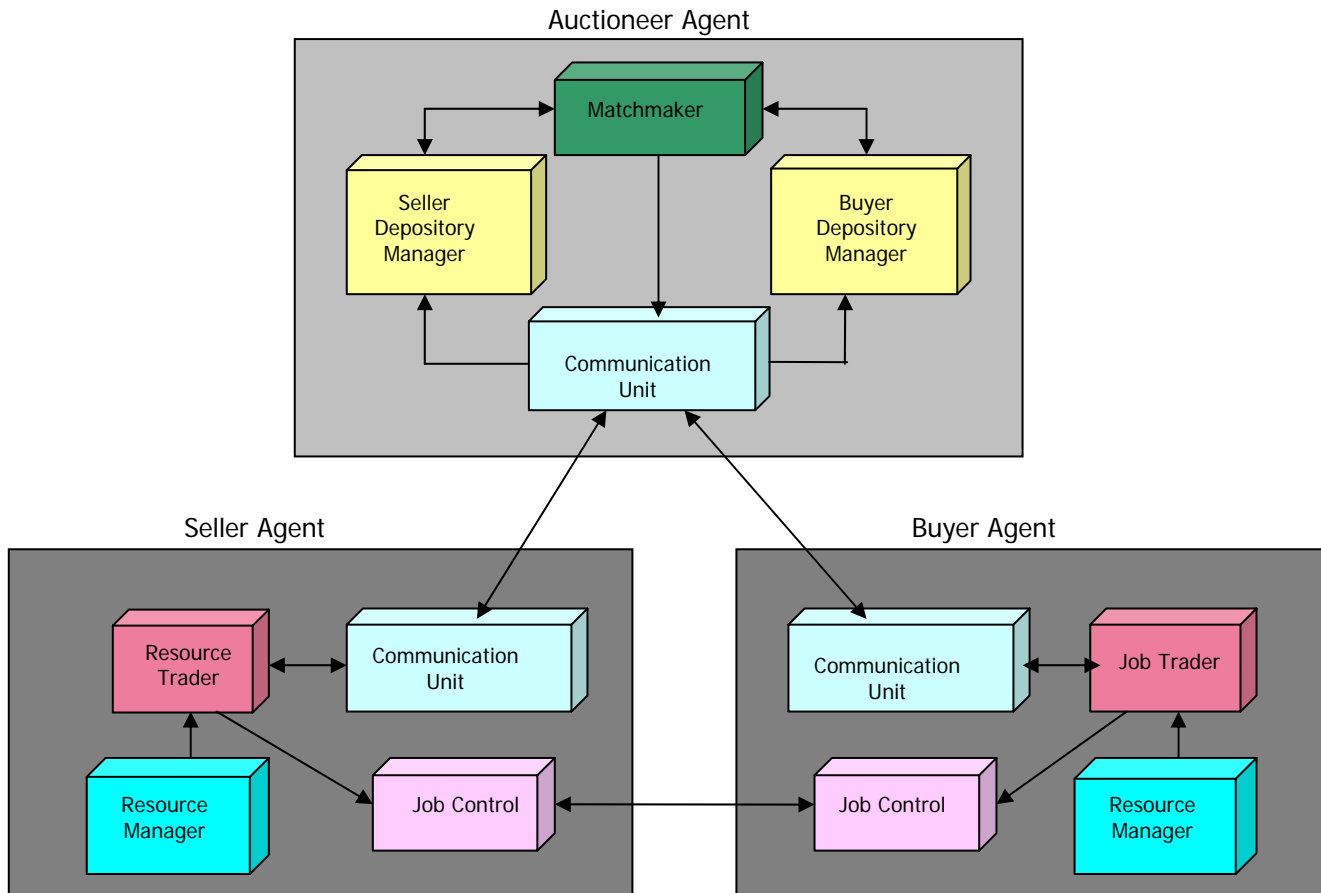 Auctioneer Agent
Matchmaker
Seller
Depository
Manager
Buyer
Depository
Manager
Communication
Unit
Seller Agent
Resource
Trader
Communication
Unit
Resource
Manager
Job Control
Buyer Agent
Communication
Unit
Job Trader
Job Control
Resource
Manager